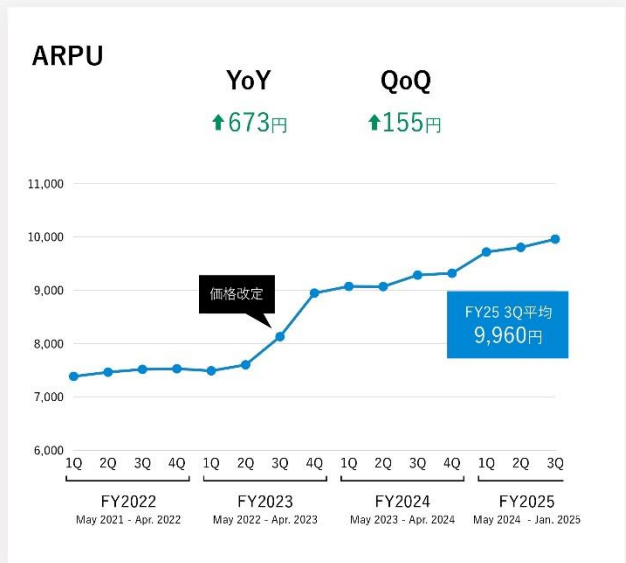 ARPU
YoY QoQ
↑673円 ↑155円
11,000
10,000
9,000
8,000
7,000
6,000
価格改定
FY25 3Q平均
9,960円
1Q 2Q 3Q 4Q 1Q 2Q 3Q 4Q 1Q 2Q 3Q 4Q 1Q 2Q 3Q
FY2022 FY2023 FY2024 FY2025
May 2021 - Apr. 2022 May 2022 - Apr. 2023 May 2023 - Apr. 2024 May 2024 - Jan. 2025